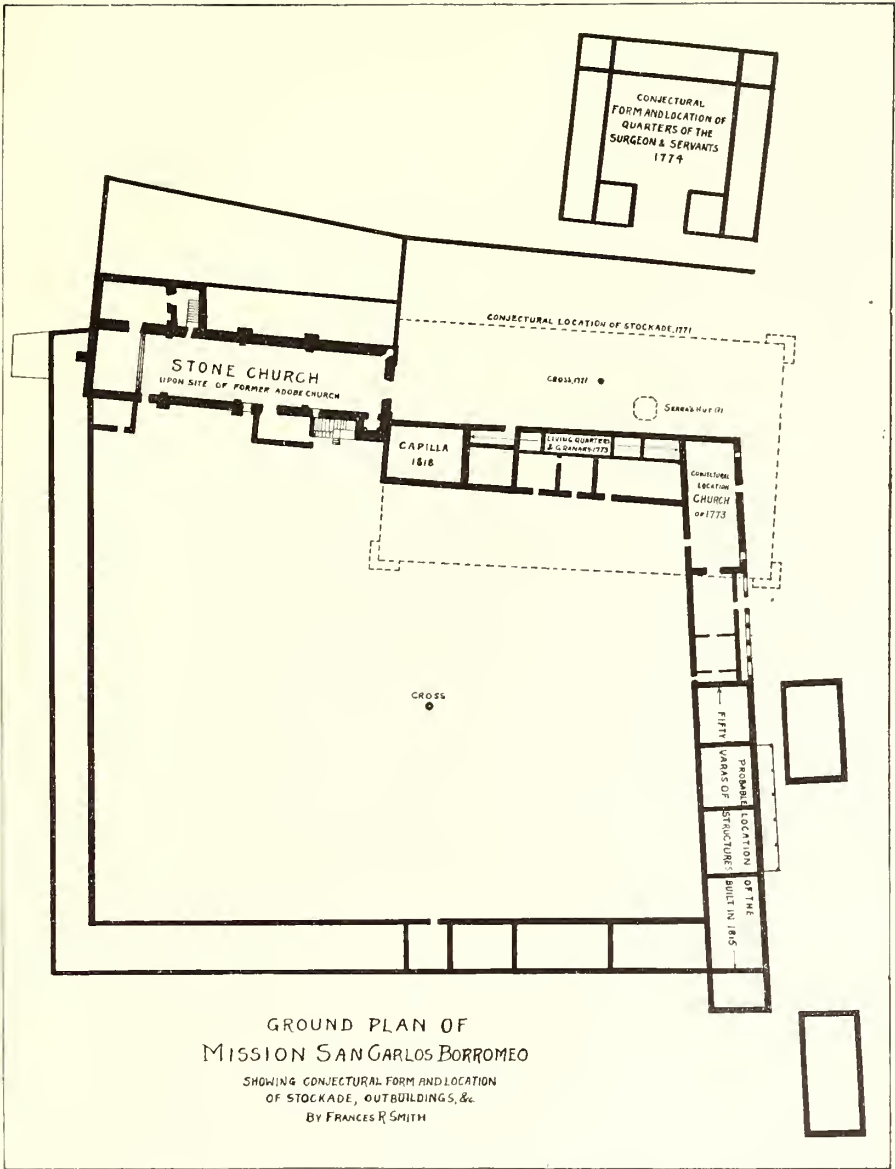 CONJECTURAL
FORM AND LOCATION OF
QUARTERS OF THE
SURGEON & SERVANTS
1774
CONJECTURAL LOCATION OF STOCKADE, 1771
STONE CHURCH
UPON SITE OF FORMER ADOBE CHURCH
CROSS, 1771
SERRA'S HUT (?)
CAPILLA
1818
LIVING QUARTERS
& GRANARY 1773
CONJECTURAL
LOCATION
CHURCH
OF 1773
CROSS
PROBABLE LOCATION OF THE
FIFTY VARAS OF STRUCTURES BUILT IN 1815
GROUND PLAN OF
MISSION SAN CARLOS BORROMEO
SHOWING CONJECTURAL FORM AND LOCATION
OF STOCKADE, OUTBUILDINGS, &c.
BY FRANCES R SMITH